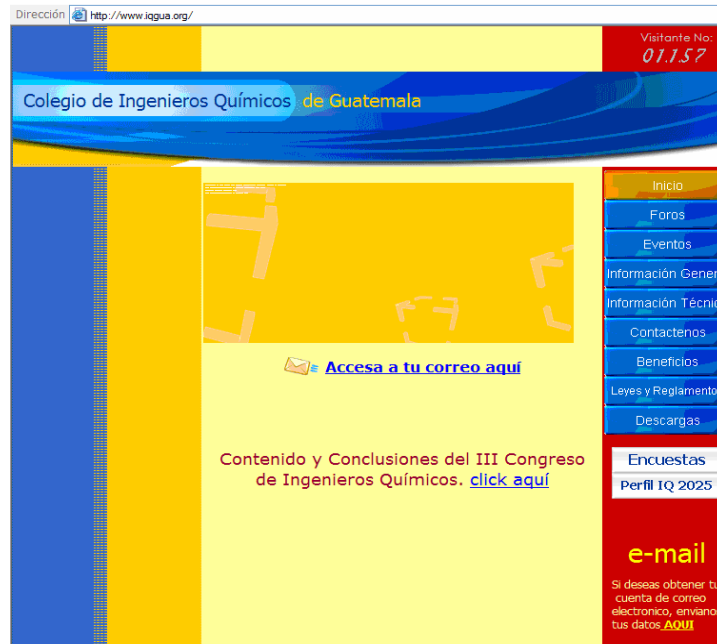 Dirección http://www.iqgua.org/
Visitante No:
01157
Colegio de Ingenieros Químicos de Guatemala
Inicio
Foros
Eventos
Información Gener
Información Técnic
Contactenos
Beneficios
Leyes y Reglamento
Descargas
Accesa a tu correo aquí
Contenido y Conclusiones del III Congreso
de Ingenieros Químicos. click aquí
Encuestas
Perfil IQ 2025
e-mail
Si deseas obtener tu
cuenta de correo
electronico, enviano
tus datos AQUI